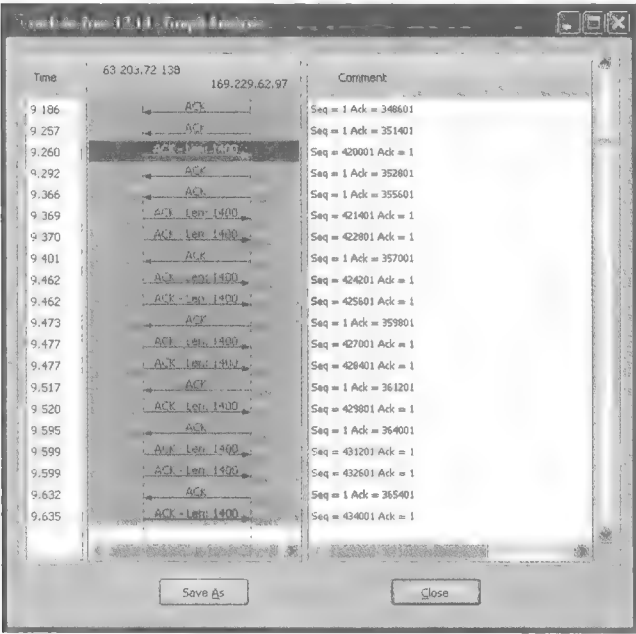 Graph Analysis
63 203.72 138
169.229.62.97
Time Comment
9 186 ACK Seq = 1 Ack = 348601
9 257 ACK Seq = 1 Ack = 351401
9.260 ACK - Len: 1400 Seq = 420001 Ack = 1
9.292 ACK Seq = 1 Ack = 352801
9.366 ACK Seq = 1 Ack = 355601
9 369 ACK - Len: 1400 Seq = 421401 Ack = 1
9 370 ACK - Len: 1400 Seq = 422801 Ack = 1
9 401 ACK Seq = 1 Ack = 357001
9.462 ACK - Len: 1400 Seq = 424201 Ack = 1
9.462 ACK - Len: 1400 Seq = 425601 Ack = 1
9.473 ACK Seq = 1 Ack = 359801
9.477 ACK - Len: 1400 Seq = 427001 Ack = 1
9.477 ACK - Len: 1400 Seq = 428401 Ack = 1
9.517 ACK Seq = 1 Ack = 361201
9 520 ACK - Len: 1400 Seq = 429801 Ack = 1
9 595 ACK Seq = 1 Ack = 364001
9 599 ACK - Len: 1400 Seq = 431201 Ack = 1
9.599 ACK - Len: 1400 Seq = 432601 Ack = 1
9.632 ACK Seq = 1 Ack = 365401
9.635 ACK - Len: 1400 Seq = 434001 Ack = 1
Save As Close